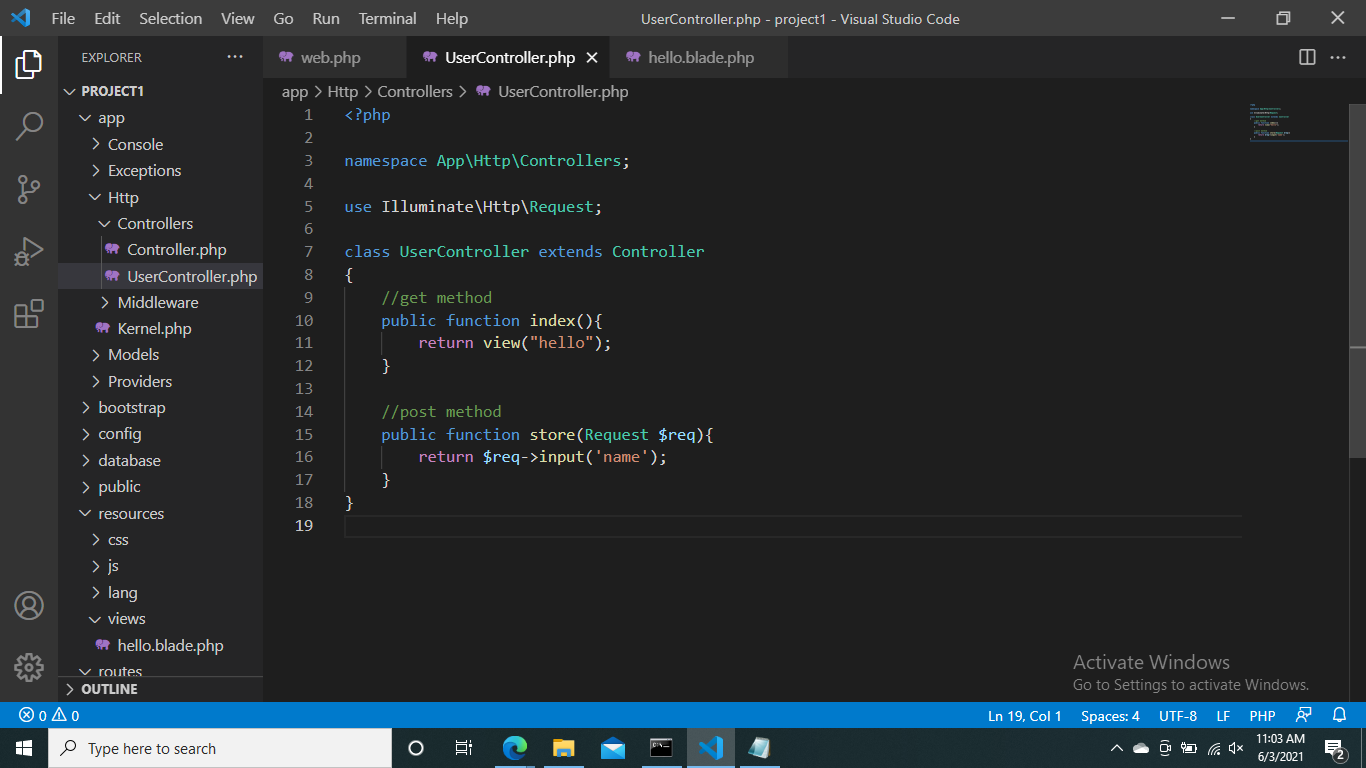 File Edit Selection View Go Run Terminal Help
UserController.php - project1 - Visual Studio Code
EXPLORER
PROJECT1
app
Console
Exceptions
Http
Controllers
Controller.php
UserController.php
Middleware
Kernel.php
Models
Providers
bootstrap
config
database
public
resources
css
js
lang
views
hello.blade.php
routes
OUTLINE
web.php UserController.php hello.blade.php
app > Http > Controllers > UserController.php
1 <?php
2
3 namespace App\Http\Controllers;
4
5 use Illuminate\Http\Request;
6
7 class UserController extends Controller
8 {
9 //get method
10 public function index(){
11 return view("hello");
12 }
13
14 //post method
15 public function store(Request $req){
16 return $req->input('name');
17 }
18 }
19
Activate Windows
Go to Settings to activate Windows.
0 0 Ln 19, Col 1 Spaces: 4 UTF-8 LF PHP
Type here to search
11:03 AM
6/3/2021
2